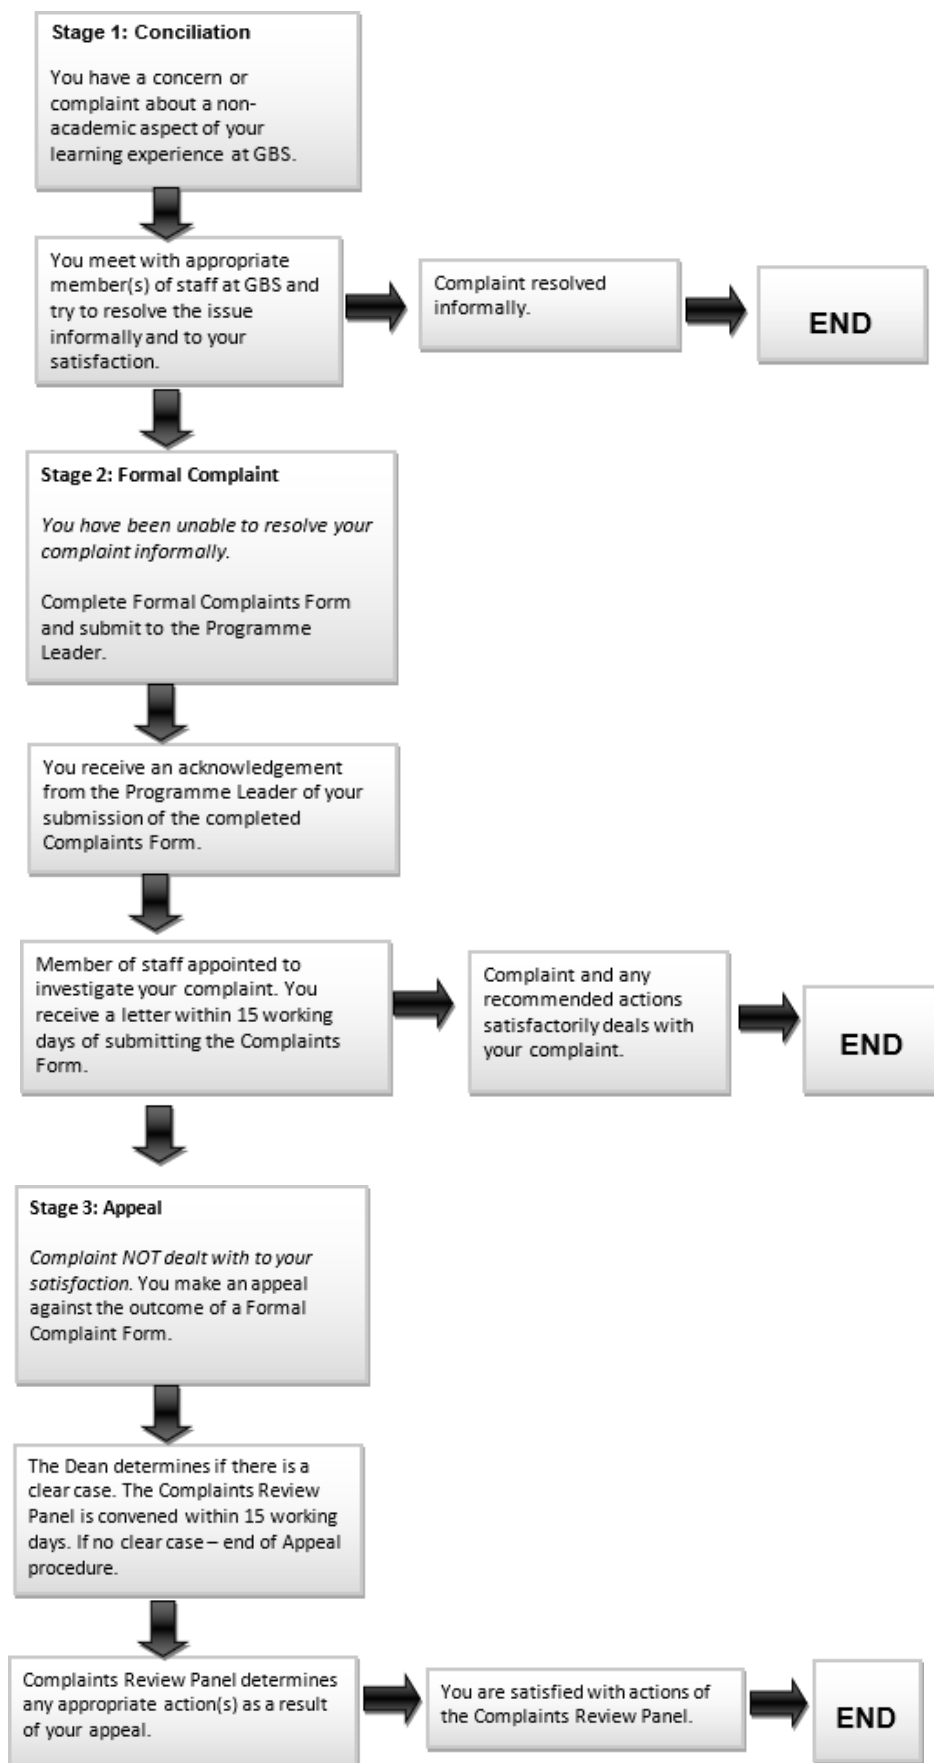 Stage 1: Conciliation
You have a concern or
complaint about a non-
academic aspect of your
learning experience at GBS.
You meet with appropriate
member(s) of staff at GBS and
try to resolve the issue
informally and to your
satisfaction.
Complaint resolved
informally.
END
Stage 2: Formal Complaint
You have been unable to resolve your
complaint informally.
Complete Formal Complaints Form
and submit to the Programme
Leader.
You receive an acknowledgement
from the Programme Leader of your
submission of the completed
Complaints Form.
Member of staff appointed to
investigate your complaint. You
receive a letter within 15 working
days of submitting the Complaints
Form.
Complaint and any
recommended actions
satisfactorily deals with
your complaint.
END
Stage 3: Appeal
Complaint NOT dealt with to your
satisfaction. You make an appeal
against the outcome of a Formal
Complaint Form.
The Dean determines if there is a
clear case. The Complaints Review
Panel is convened within 15 working
days. If no clear case – end of Appeal
procedure.
Complaints Review Panel determines
any appropriate action(s) as a result
of your appeal.
You are satisfied with actions of
the Complaints Review Panel.
END